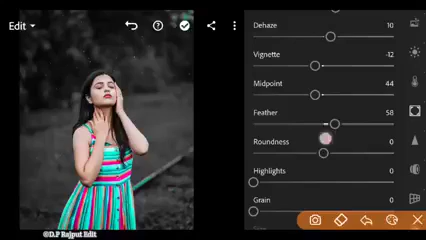 Edit
Dehaze 10
Vignette -12
Midpoint 44
Feather 58
Roundness 0
Highlights 0
Grain 0
©D.P Rajput Edit